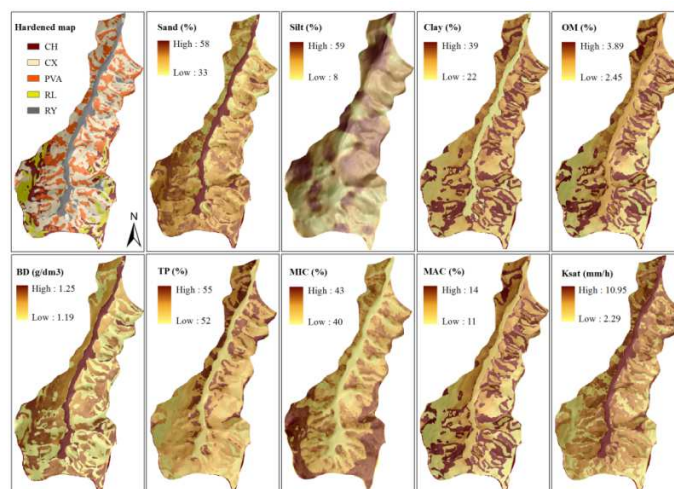 Hardened map
CH
CX
PVA
RL
RY
N
Sand (%)
High : 58
Low : 33
Silt (%)
High : 59
Low : 8
Clay (%)
High : 39
Low : 22
OM (%)
High : 3.89
Low : 2.45
BD (g/dm3)
High : 1.25
Low : 1.19
TP (%)
High : 55
Low : 52
MIC (%)
High : 43
Low : 40
MAC (%)
High : 14
Low : 11
Ksat (mm/h)
High : 10.95
Low : 2.29